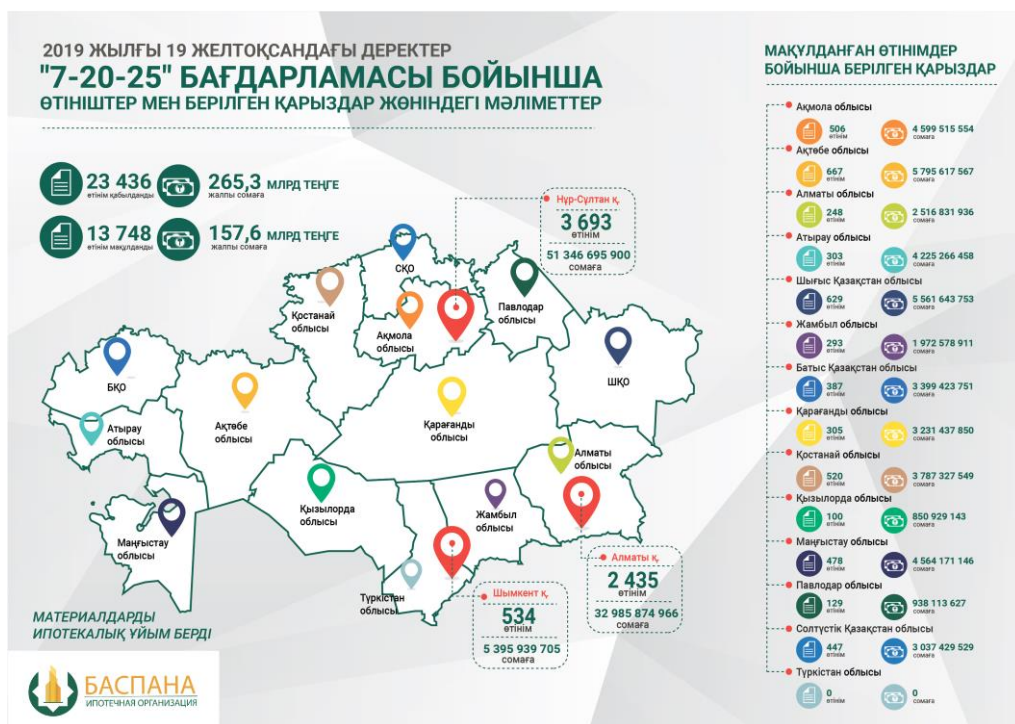 2019 ЖЫЛҒЫ 19 ЖЕЛТОҚСАНДАҒЫ ДЕРЕКТЕР
"7-20-25" БАҒДАРЛАМАСЫ БОЙЫНША
ӨТІНІШТЕР МЕН БЕРІЛГЕН ҚАРЫЗДАР ЖӨНІНДЕГІ МӘЛІМЕТТЕР
23 436
өтінім қабылданды
265,3 МЛРД ТЕҢГЕ
жалпы сомаға
13 748
өтінім мақұлданды
157,6 МЛРД ТЕҢГЕ
жалпы сомаға
Нұр-Сұлтан қ.
3 693
өтінім
51 346 695 900
сомаға
СҚО
Қостанай
облысы
Ақмола
облысы
Павлодар
облысы
БҚО
ШҚО
Атырау
облысы
Ақтөбе
облысы
Қарағанды
облысы
Алматы
облысы
Қызылорда
облысы
Жамбыл
облысы
Маңғыстау
облысы
Түркістан
облысы
Шымкент қ.
534
өтінім
5 395 939 705
сомаға
Алматы қ.
2 435
өтінім
32 985 874 966
сомаға
МАТЕРИАЛДАРДЫ
ИПОТЕКАЛЫҚ ҰЙЫМ БЕРДІ
БАСПАНА
ИПОТЕЧНАЯ ОРГАНИЗАЦИЯ
МАҚҰЛДАНҒАН ӨТІНІМДЕР
БОЙЫНША БЕРІЛГЕН ҚАРЫЗДАР
Ақмола облысы
506 4 599 515 554
өтінім сомаға
Ақтөбе облысы
667 5 795 617 567
өтінім сомаға
Алматы облысы
248 2 516 831 936
өтінім сомаға
Атырау облысы
303 4 225 266 458
өтінім сомаға
Шығыс Қазақстан облысы
629 5 561 643 753
өтінім сомаға
Жамбыл облысы
293 1 972 578 911
өтінім сомаға
Батыс Қазақстан облысы
387 3 399 423 751
өтінім сомаға
Қарағанды облысы
305 3 231 437 850
өтінім сомаға
Қостанай облысы
520 3 787 327 549
өтінім сомаға
Қызылорда облысы
100 850 929 143
өтінім сомаға
Маңғыстау облысы
478 4 564 171 146
өтінім сомаға
Павлодар облысы
129 938 113 627
өтінім сомаға
Солтүстік Қазақстан облысы
447 3 037 429 529
өтінім сомаға
Түркістан облысы
0 0
өтінім сомаға